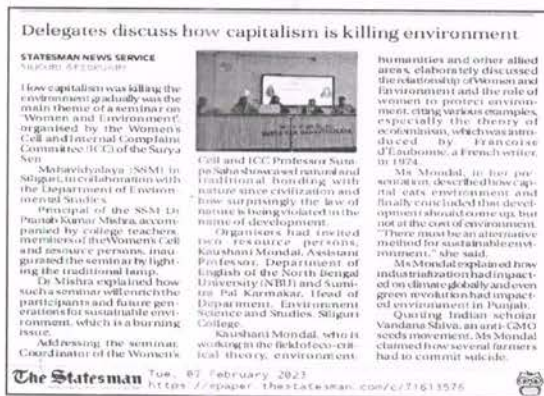 Delegates discuss how capitalism is killing environment
STATESMAN NEWS SERVICE
SILIGURI, 6 FEBRUARY
How capitalism was killing the
environment gradually was the
main theme of a seminar on
'Women and Environment',
organised by the Women's
Cell and Internal Complaint
Committee (ICC) of the Surya
Sen
Mahavidyalaya (SSM) in
Siliguri, in collaboration with
the Department of Environ-
mental Studies.
Principal of the SSM Dr
Pranab Kumar Mishra, accom-
panied by college teachers,
members of the Women's Cell
and resource persons, inau-
gurated the seminar by light-
ing the traditional lamp.
Dr Mishra explained how
such a seminar will enrich the
participants and future gen-
erations for sustainable envi-
ronment, which is a burning
issue.
Addressing the seminar,
Coordinator of the Women's
Cell and ICC Professor Suta-
pa Saha showcased natural and
traditional bonding with
nature since civilization and
how surprisingly the law of
nature is being violated in the
name of development.
Organisers had invited
two resource persons,
Kaushani Mondal, Assistant
Professor, Department of
English of the North Bengal
University (NBU) and Sumi-
ra Pal Karmakar, Head of
Department, Environment
Science and Studies, Siliguri
College.
Kaushani Mondal, who is
working in the field of eco-crit-
ical theory, environment,
humanities and other allied
areas, elaborately discussed
the relationship of Women and
Environment and the role of
women to protect environ-
ment, citing various examples,
especially the theory of
ecofeminism, which was intro-
duced by Francoise
d'Eaubonne, a French writer,
in 1974.
Ms Mondal, in her pre-
sentation, described how cap-
ital eats environment and
finally concluded that devel-
opment should come up, but
not at the cost of environment.
"There must be an alternative
method for sustainable envi-
ronment," she said.
Ms Mondal explained how
industrialization had impact-
ed on climate globally and even
green revolution had impact-
ed environment in Punjab.
Quoting Indian scholar
Vandana Shiva, an anti-GMO
seeds movement, Ms Mondal
claimed how several farmers
had to commit suicide.
The Statesman Tue, 07 February 2023
https://epaper.thestatesman.com/c/71613576